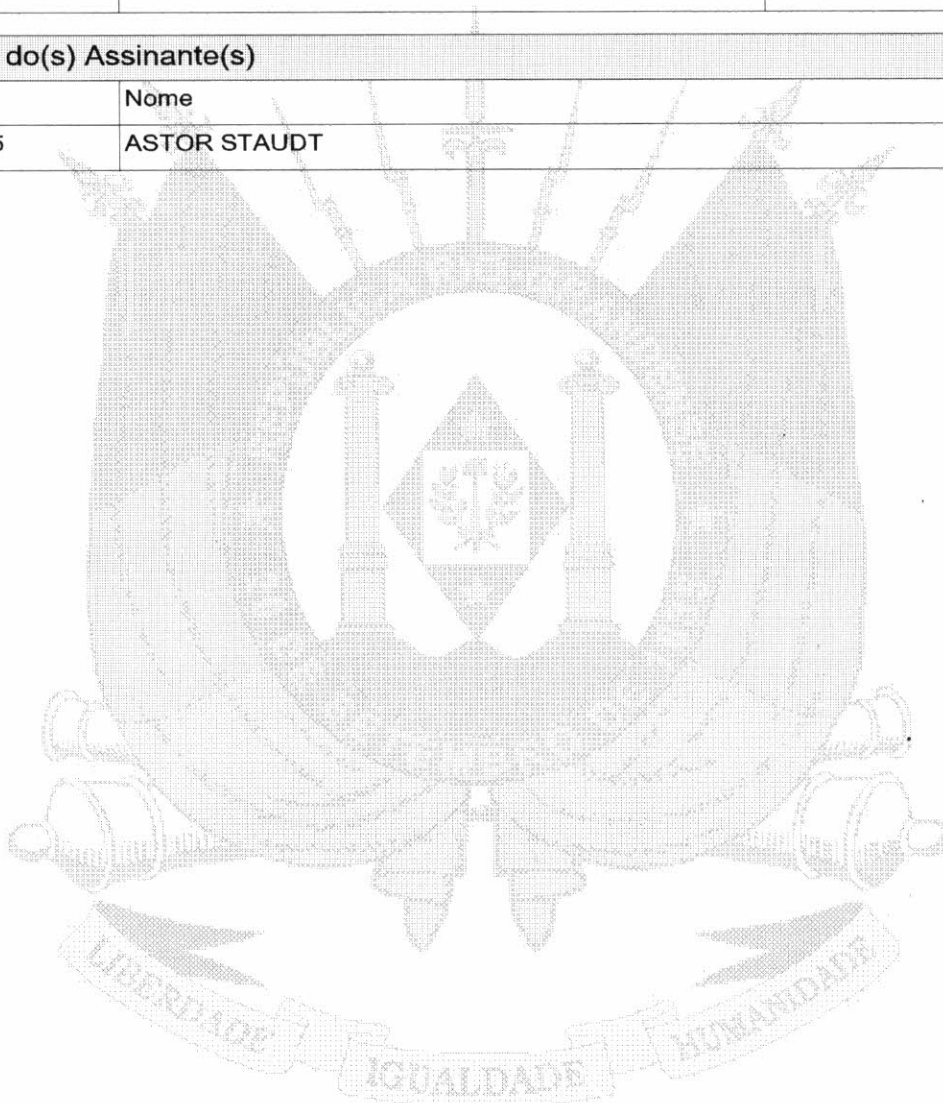 do(s) Assinante(s)
Nome
5 ASTOR STAUDT
LIBERDADE
IGUALDADE
HUMANIDADE